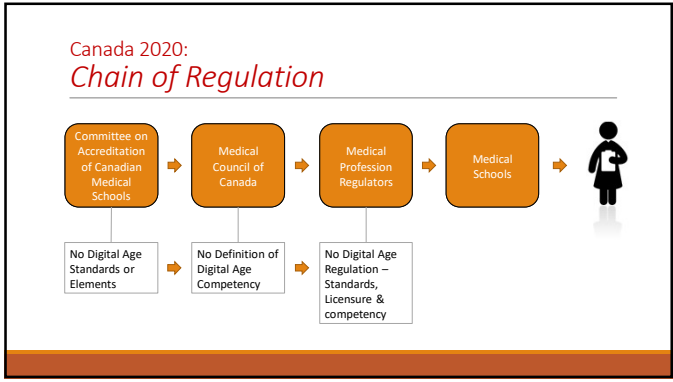 Canada 2020:
Chain of Regulation
Committee on
Accreditation
of Canadian
Medical
Schools
Medical
Council of
Canada
Medical
Profession
Regulators
Medical
Schools
No Digital Age
Standards or
Elements
No Definition of
Digital Age
Competency
No Digital Age
Regulation –
Standards,
Licensure &
competency